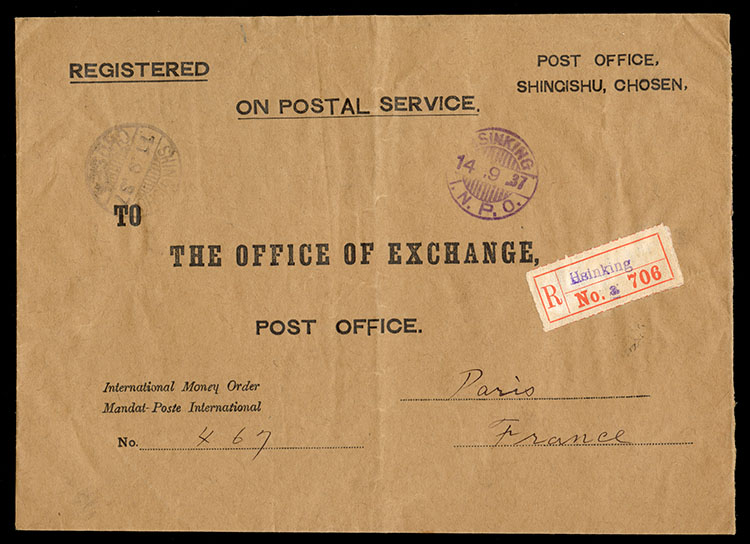 REGISTERED
POST OFFICE,
SHINGISHU, CHOSEN,
ON POSTAL SERVICE.
SINKING
14.9.37
I.N.P.O.
TO
THE OFFICE OF EXCHANGE,
Hsinking
R No. 706
POST OFFICE.
International Money Order
Mandat-Poste International
No. 467
Paris
France